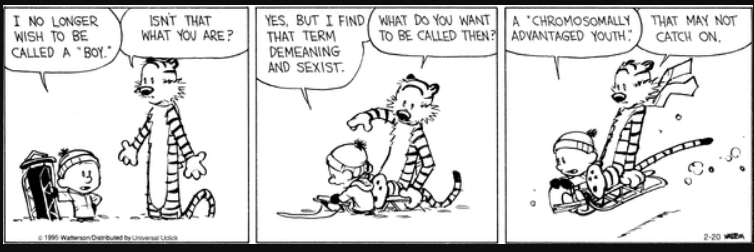 I NO LONGER
WISH TO BE
CALLED A "BOY."
ISN'T THAT
WHAT YOU ARE?
YES, BUT I FIND
THAT TERM
DEMEANING
AND SEXIST.
WHAT DO YOU WANT
TO BE CALLED THEN?
A "CHROMOSOMALLY
ADVANTAGED YOUTH."
THAT MAY NOT
CATCH ON.
© 1995 Watterson/Distributed by Universal Uclick
2-20